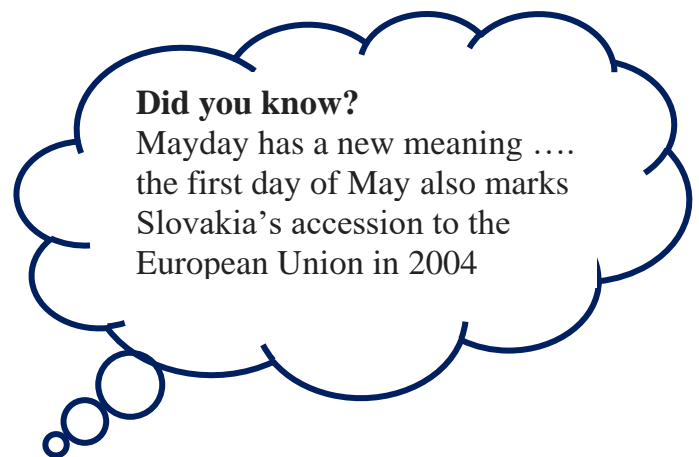 Did you know?
Mayday has a new meaning ….
the first day of May also marks
Slovakia’s accession to the
European Union in 2004